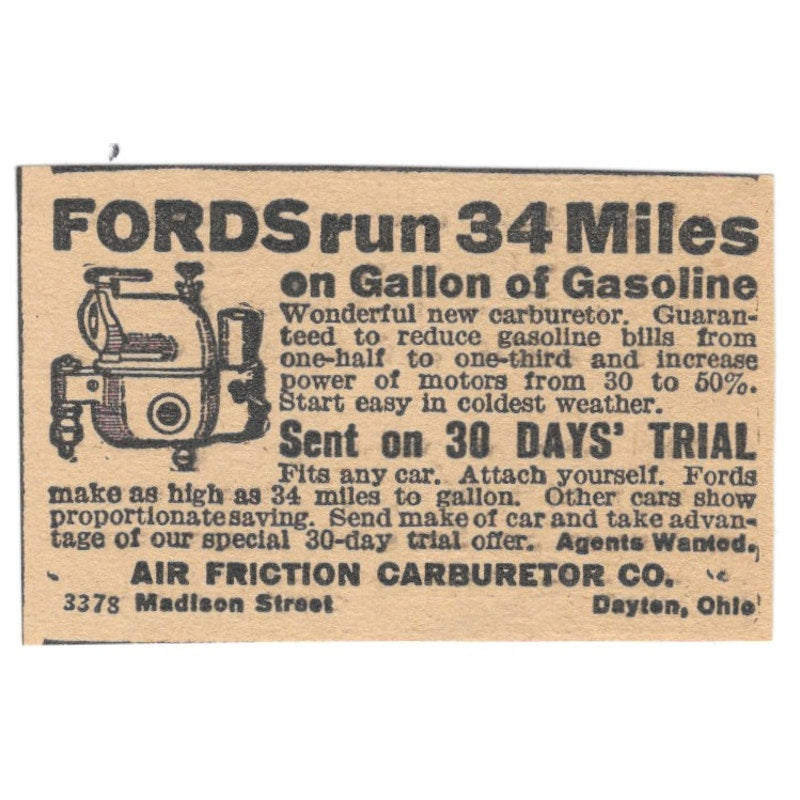 FORDS run 34 Miles
on Gallon of Gasoline
Wonderful new carburetor. Guaran-
teed to reduce gasoline bills from
one-half to one-third and increase
power of motors from 30 to 50%.
Start easy in coldest weather.
Sent on 30 DAYS' TRIAL
Fits any car. Attach yourself. Fords
make as high as 34 miles to gallon. Other cars show
proportionate saving. Send make of car and take advan-
tage of our special 30-day trial offer. Agents Wanted.
AIR FRICTION CARBURETOR CO.
3378 Madison Street Dayton, Ohio